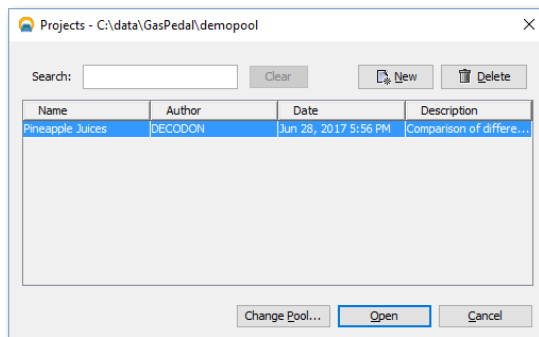 Projects - C:\data\GasPedal\demopool
Search: Clear New Delete
Name Author Date Description
Pineapple Juices DECODON Jun 28, 2017 5:56 PM Comparison of differe...
Change Pool... Open Cancel